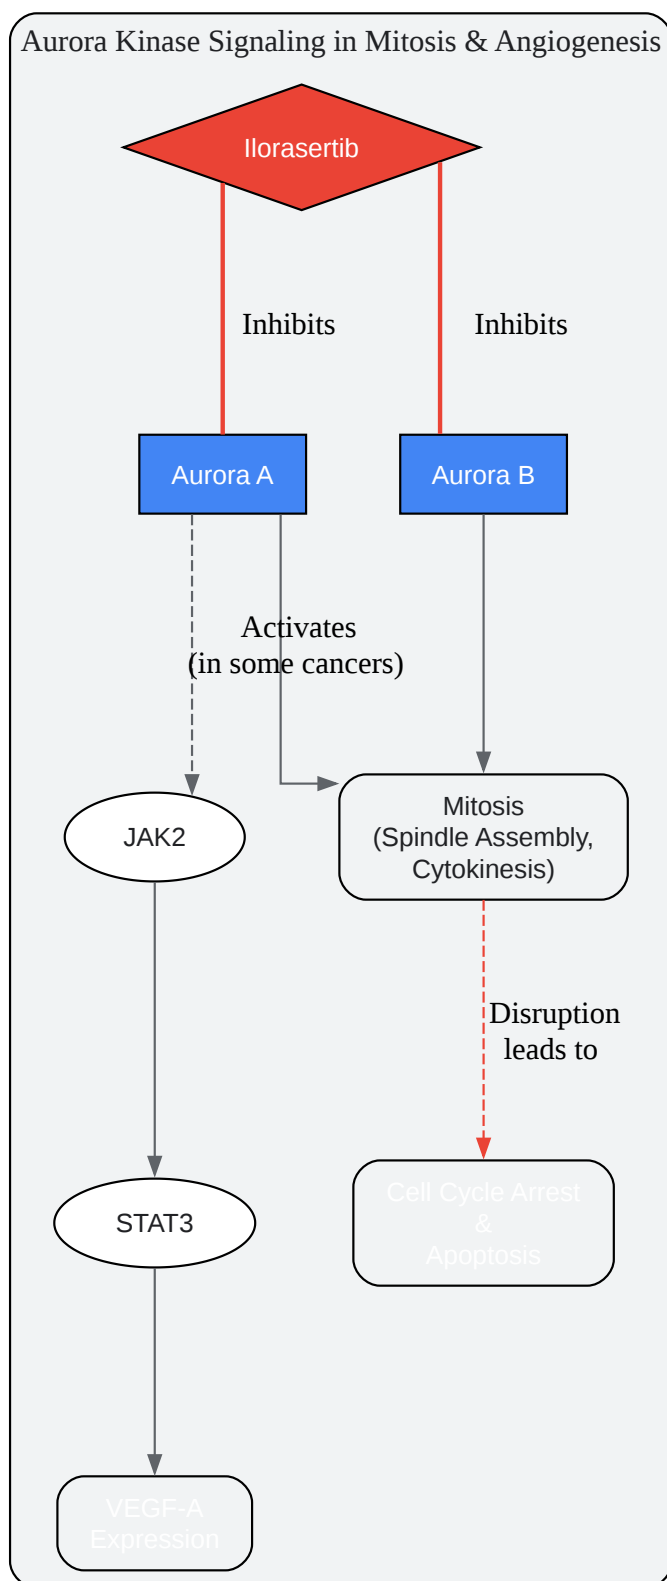 Aurora Kinase Signaling in Mitosis & Angiogenesis
Ilorasertib
Inhibits
Inhibits
Aurora A
Aurora B
Activates
(in some cancers)
JAK2
Mitosis
(Spindle Assembly,
Cytokinesis)
Disruption
leads to
STAT3
Cell Cycle Arrest
&
Apoptosis
VEGF-A
Expression